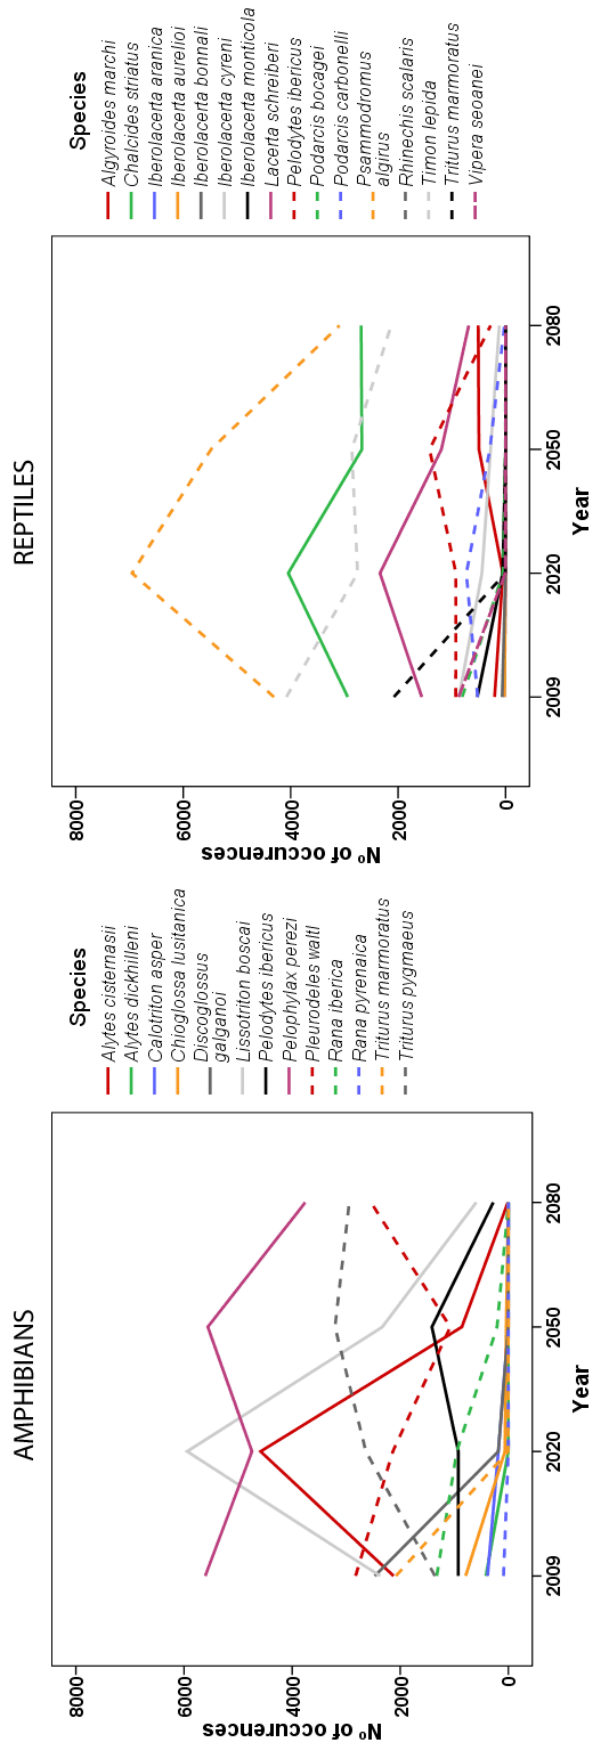 AMPHIBIANS
Nº of occurences
8000
6000
4000
2000
0
2009
2020
2050
2080
Year
Species
Alytes cisternasii
Alytes dickhilleni
Calotriton asper
Chioglossa lusitanica
Discoglossus
galganoi
Lissotriton boscai
Pelodytes ibericus
Pelophylax perezi
Pleurodeles waltl
Rana iberica
Rana pyrenaica
Triturus marmoratus
Triturus pygmaeus
REPTILES
Nº of occurences
8000
6000
4000
2000
0
2009
2020
2050
2080
Year
Species
Algyroides marchi
Chalcides striatus
Iberolacerta aranica
Iberolacerta aurelioi
Iberolacerta bonnali
Iberolacerta cyreni
Iberolacerta monticola
Lacerta schreiberi
Pelodytes ibericus
Podarcis bocagei
Podarcis carbonelli
Psammodromus
algirus
Rhinechis scalaris
Timon lepida
Triturus marmoratus
Vipera seoanei